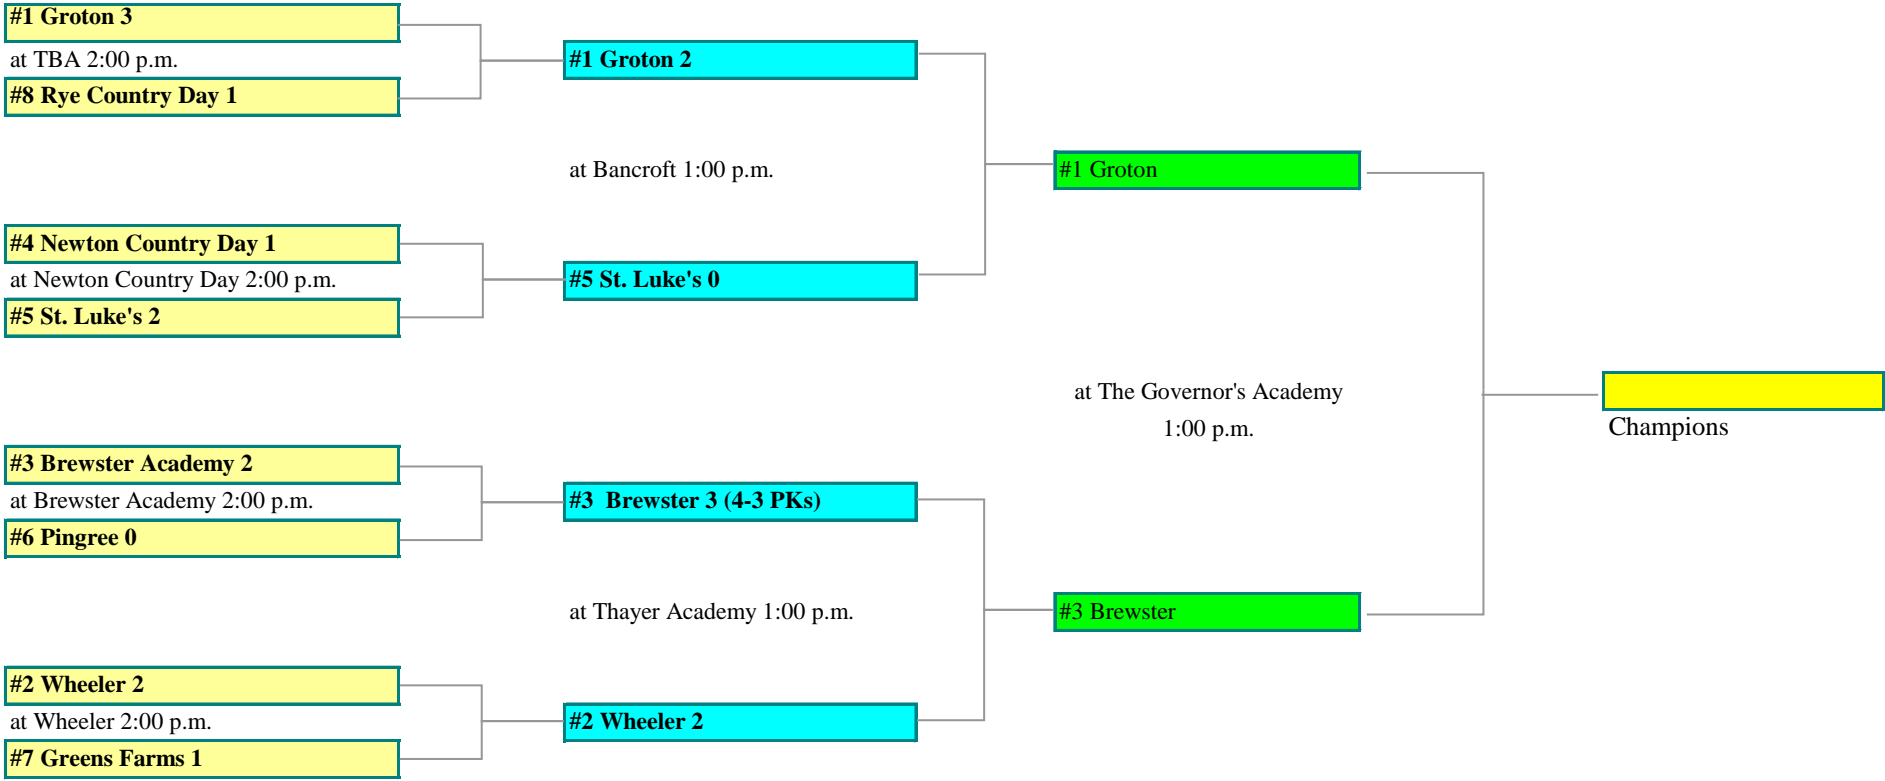 #1 Groton 3
at TBA 2:00 p.m.
#8 Rye Country Day 1
#4 Newton Country Day 1
at Newton Country Day 2:00 p.m.
#5 St. Luke's 2
#3 Brewster Academy 2
at Brewster Academy 2:00 p.m.
#6 Pingree 0
#2 Wheeler 2
at Wheeler 2:00 p.m.
#7 Greens Farms 1
#1 Groton 2
at Bancroft 1:00 p.m.
#5 St. Luke's 0
#3  Brewster 3 (4-3 PKs)
at Thayer Academy 1:00 p.m.
#2 Wheeler 2
#1 Groton
at The Governor's Academy
1:00 p.m.
#3 Brewster
Champions